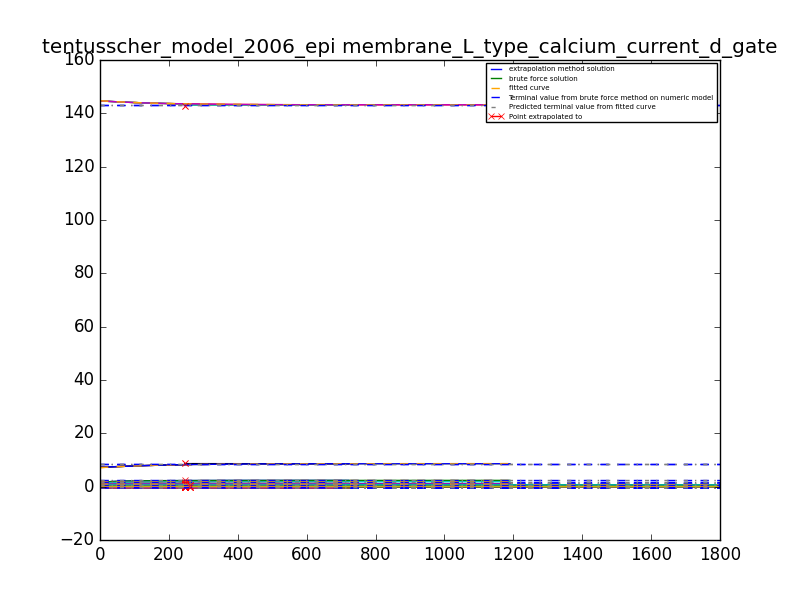 tentusscher_model_2006_epi membrane_L_type_calcium_current_d_gate
160
140
120
100
80
60
40
20
0
−20
0 200 400 600 800 1000 1200 1400 1600 1800
extrapolation method solution
brute force solution
fitted curve
Terminal value from brute force method on numeric model
Predicted terminal value from fitted curve
Point extrapolated to